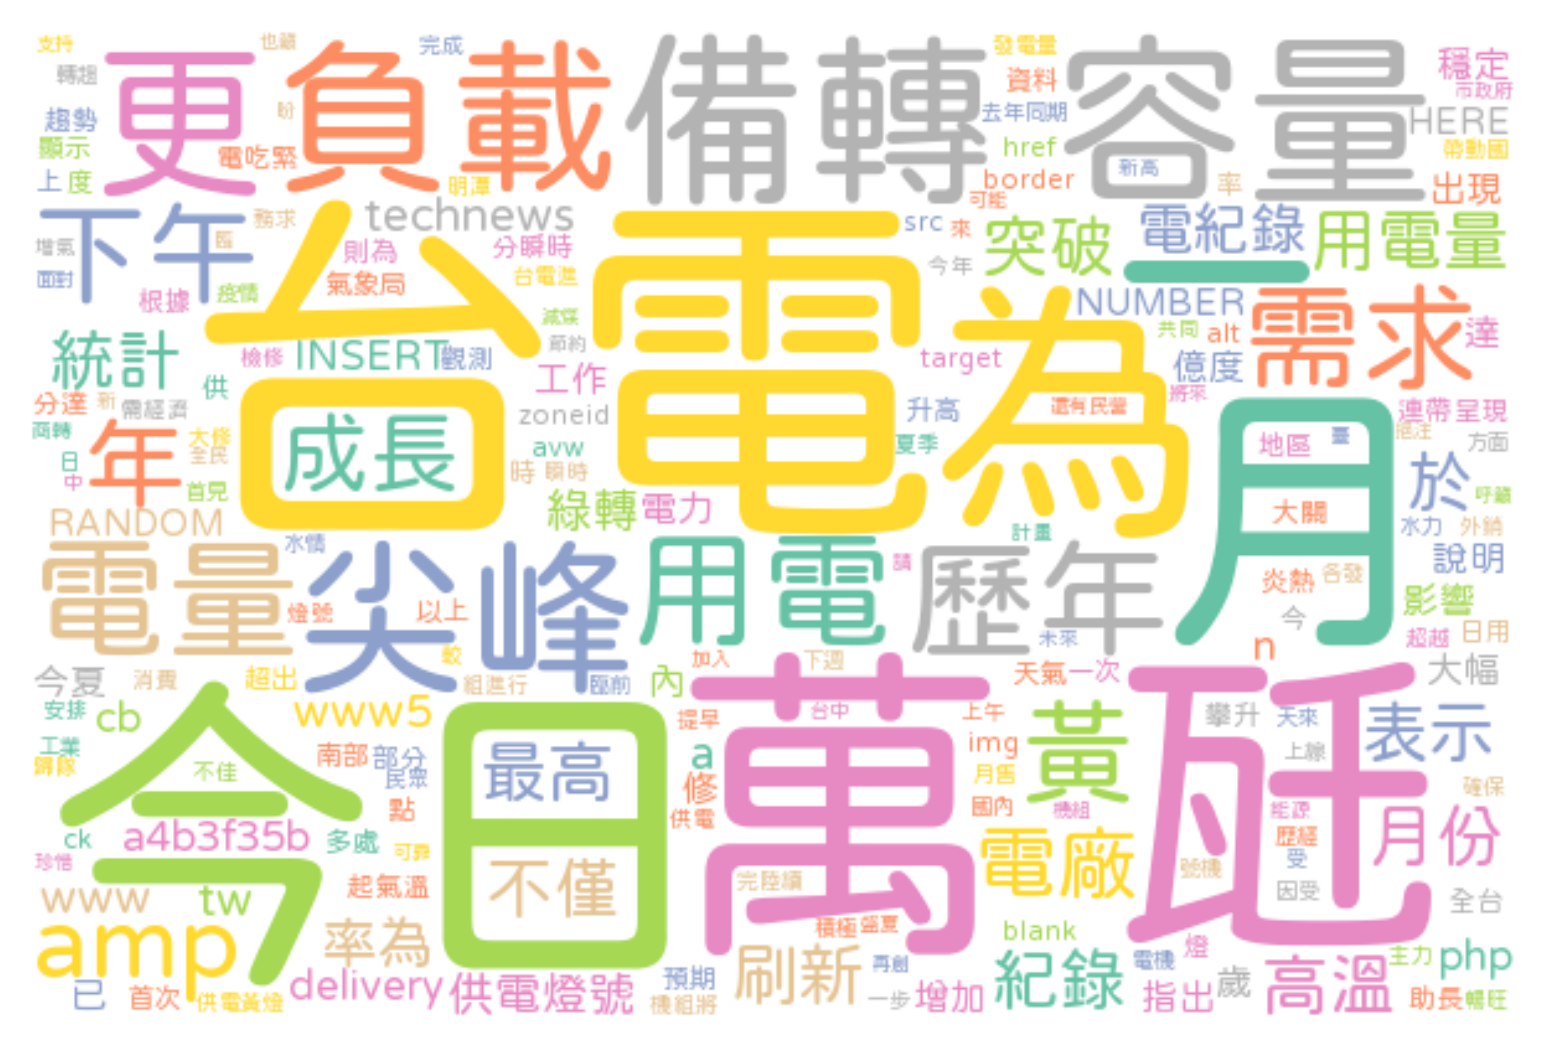 支持
也籲
完成
更
負載
備轉
容量
發電量
穩定
轉趨
資料
市政府
趨勢
盼
去年同期
HERE
顯示
電吃緊
href
帶動國
上
度
明潭
border
新高
率
出現
可能
下午
務求
technews
src
來
突破
電紀錄
用電量
增氣
則為
分瞬時
台電
為
今年
一
面對
疫情
氣象局
台電進
根據
減煤
NUMBER
需求
統計
檢修
INSERT
觀測
節約
共同
alt
達
target
億度
供
工作
將來
分達
新
需經濟
zoneid
升高
還有民營
連帶
呈現
商轉
年
大修
全民
成長
avw
夏季
月
地區
臺
挹注
方面
日
中
首見
時
瞬時
於
呼籲
RANDOM
綠轉
電力
大關
水力
外銷
水情
計畫
說明
電量
尖峰
用電
請
歷年
炎熱
各發
影響
燈號
以上
今
未來
超越
日用
較
n
今夏
消費
超出
組進行
臨前
內
加入
下週
天氣
一次
大幅
安排
cb
www5
提早
台中
上午
攀升
天來
表示
工業
歸隊
今日
南部
部分
最高
a
萬
img
黃
瓩
上線
不佳
民眾
月售
確保
點
修
供電
國內
機組
能源
月份
ck
a4b3f35b
多處
可靠
歷經
珍惜
電廠
受
號機
www
tw
起氣溫
不僅
完陸續
因受
全台
amp
率為
積極
盛夏
blank
燈
主力
php
刷新
再創
紀錄
電機
已
首次
供電黃燈
delivery
供電燈號
預期
機組將
一步
增加
指出
歲
高溫
助長
暢旺